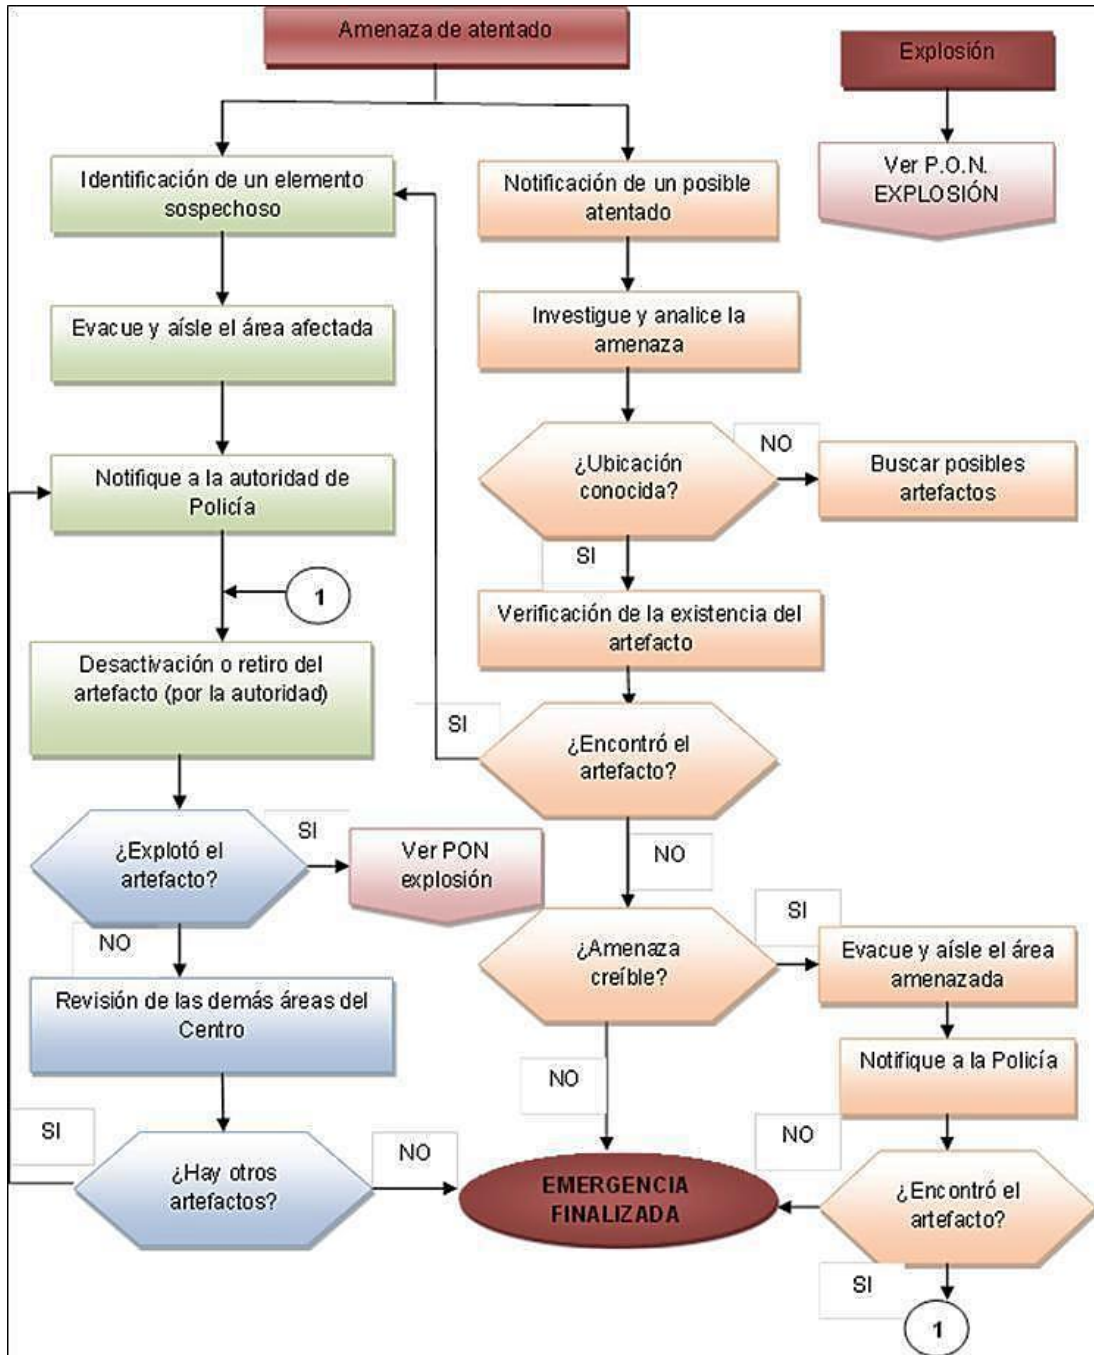 Amenaza de atentado
Explosión
Ver P.O.N.
EXPLOSIÓN
Identificación de un elemento
sospechoso
Notificación de un posible
atentado
Evacue y aísle el área afectada
Investigue y analice la
amenaza
Notifique a la autoridad de
Policía
¿Ubicación
conocida?
NO
Buscar posibles
artefactos
SI
1
Verificación de la existencia del
artefacto
Desactivación o retiro del
artefacto (por la autoridad)
SI
¿Encontró el
artefacto?
NO
¿Explotó el
artefacto?
SI
Ver PON
explosión
NO
¿Amenaza
creíble?
SI
Evacue y aísle el área
amenazada
NO
Revisión de las demás áreas del
Centro
Notifique a la Policía
SI
¿Hay otros
artefactos?
NO
EMERGENCIA
FINALIZADA
NO
¿Encontró el
artefacto?
SI
1